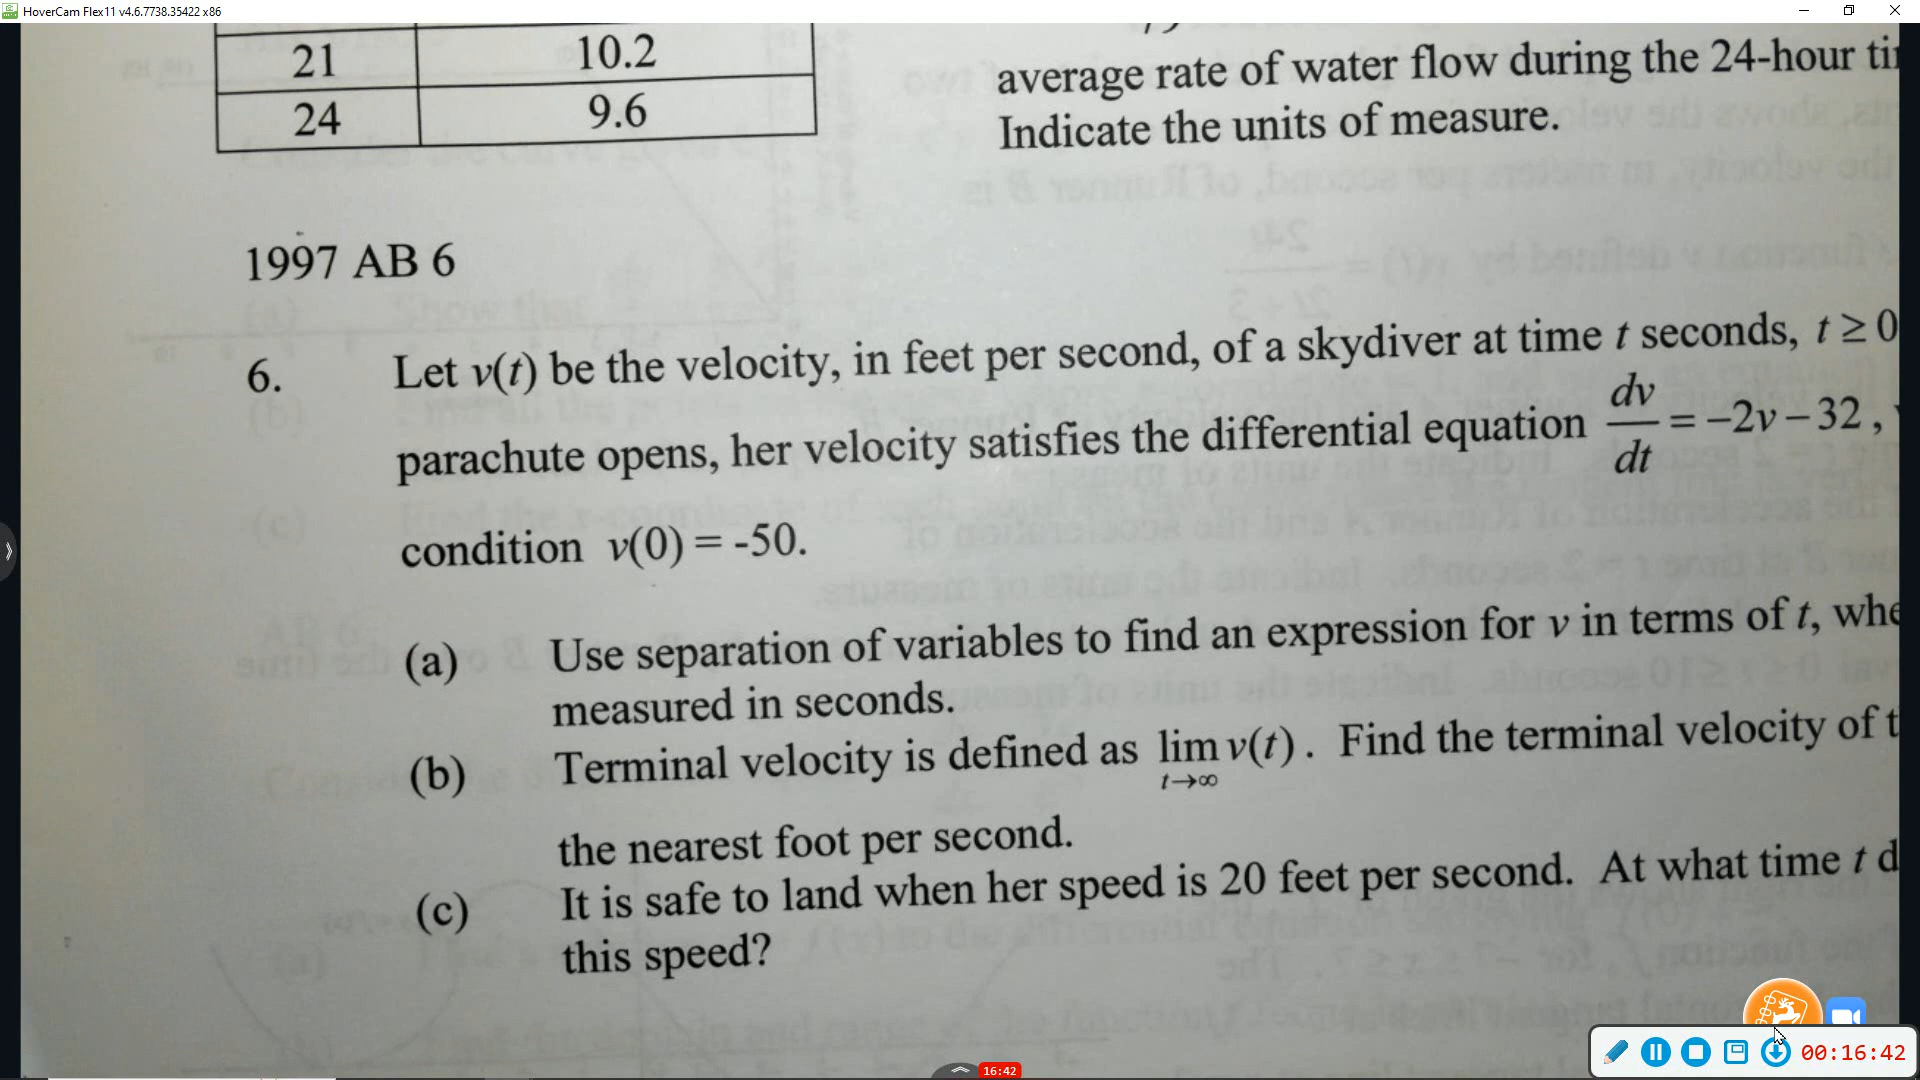 HoverCam Flex11 v4.6.7738.35422 x86
21 10.2
24 9.6
average rate of water flow during the 24-hour
Indicate the units of measure.
1997 AB 6
6. Let v(t) be the velocity, in feet per second, of a skydiver at time t seconds, t ≥ 0
parachute opens, her velocity satisfies the differential equation dv/dt = −2v − 32,
condition v(0) = -50.
(a) Use separation of variables to find an expression for v in terms of t,
measured in seconds.
(b) Terminal velocity is defined as lim t→∞ v(t). Find the terminal velocity of
the nearest foot per second.
(c) It is safe to land when her speed is 20 feet per second. At what time t
this speed?
16:42
00:16:42